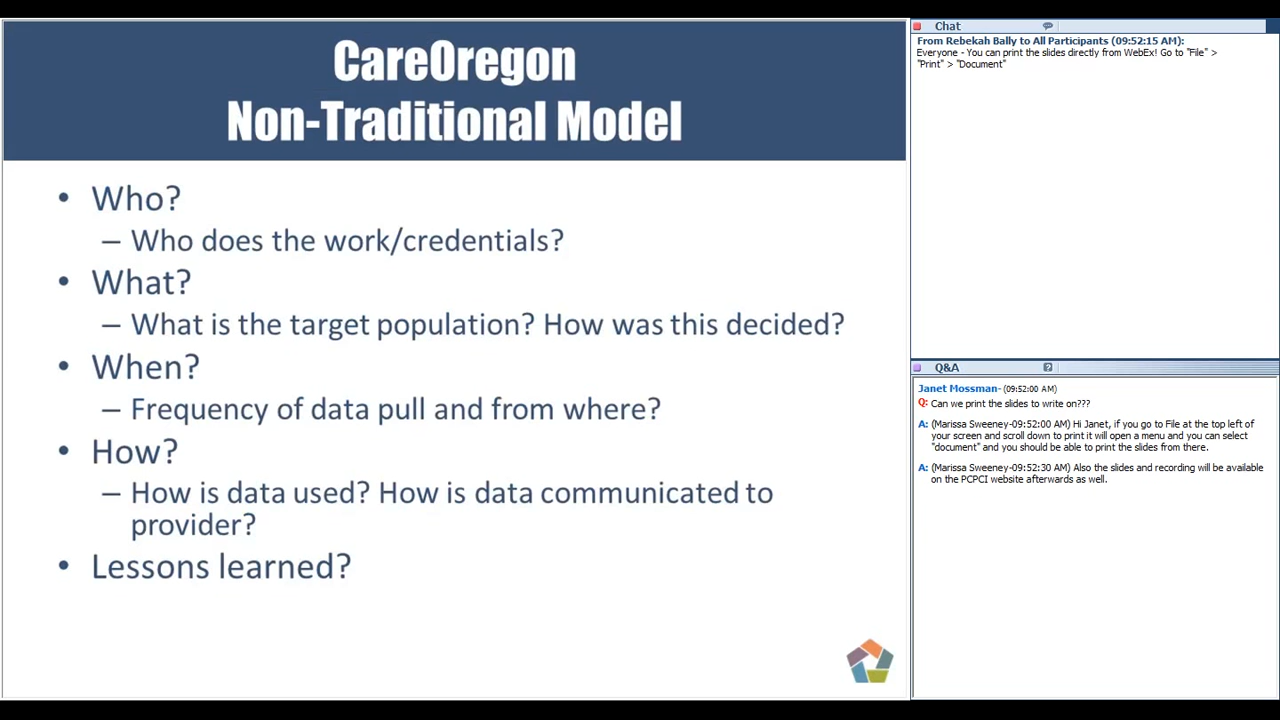 CareOregon
Non-Traditional Model
• Who?
– Who does the work/credentials?
• What?
– What is the target population? How was this decided?
• When?
– Frequency of data pull and from where?
• How?
– How is data used? How is data communicated to
provider?
• Lessons learned?
Chat
From Rebekah Bally to All Participants (09:52:15 AM):
Everyone - You can print the slides directly from WebEx! Go to "File" >
"Print" > "Document"
Q&A
Janet Mossman- (09:52:00 AM)
Q: Can we print the slides to write on???
A: (Marissa Sweeney-09:52:00 AM) Hi Janet, if you go to File at the top left of
your screen and scroll down to print it will open a menu and you can select
"document" and you should be able to print the slides from there.
A: (Marissa Sweeney-09:52:30 AM) Also the slides and recording will be available
on the PCPCI website afterwards as well.